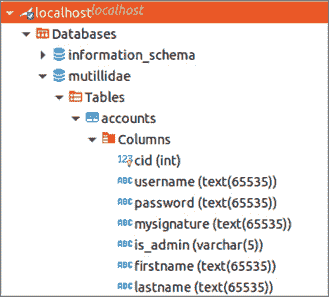 localhost localhost
Databases
information_schema
mutillidae
Tables
accounts
Columns
123 cid (int)
ABC username (text(65535))
ABC password (text(65535))
ABC mysignature (text(65535))
ABC is_admin (varchar(5))
ABC firstname (text(65535))
ABC lastname (text(65535))